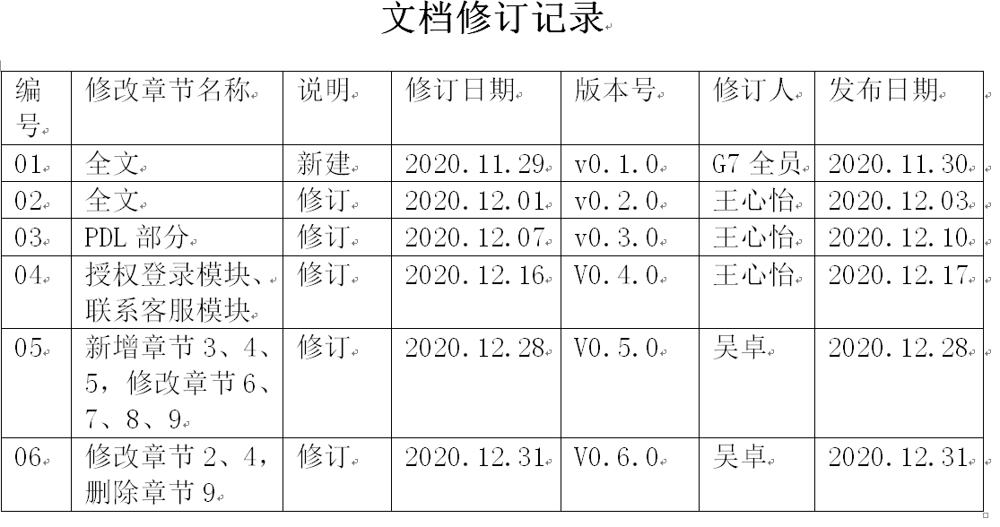 文档修订记录
编号 修改章节名称 说明 修订日期 版本号 修订人 发布日期
01 全文 新建 2020.11.29 v0.1.0 G7全员 2020.11.30
02 全文 修订 2020.12.01 v0.2.0 王心怡 2020.12.03
03 PDL部分 修订 2020.12.07 v0.3.0 王心怡 2020.12.10
04 授权登录模块、 修订 2020.12.16 V0.4.0 王心怡 2020.12.17
联系客服模块
05 新增章节3、4、 修订 2020.12.28 V0.5.0 吴卓 2020.12.28
5，修改章节6、
7、8、9
06 修改章节2、4， 修订 2020.12.31 V0.6.0 吴卓 2020.12.31
删除章节9